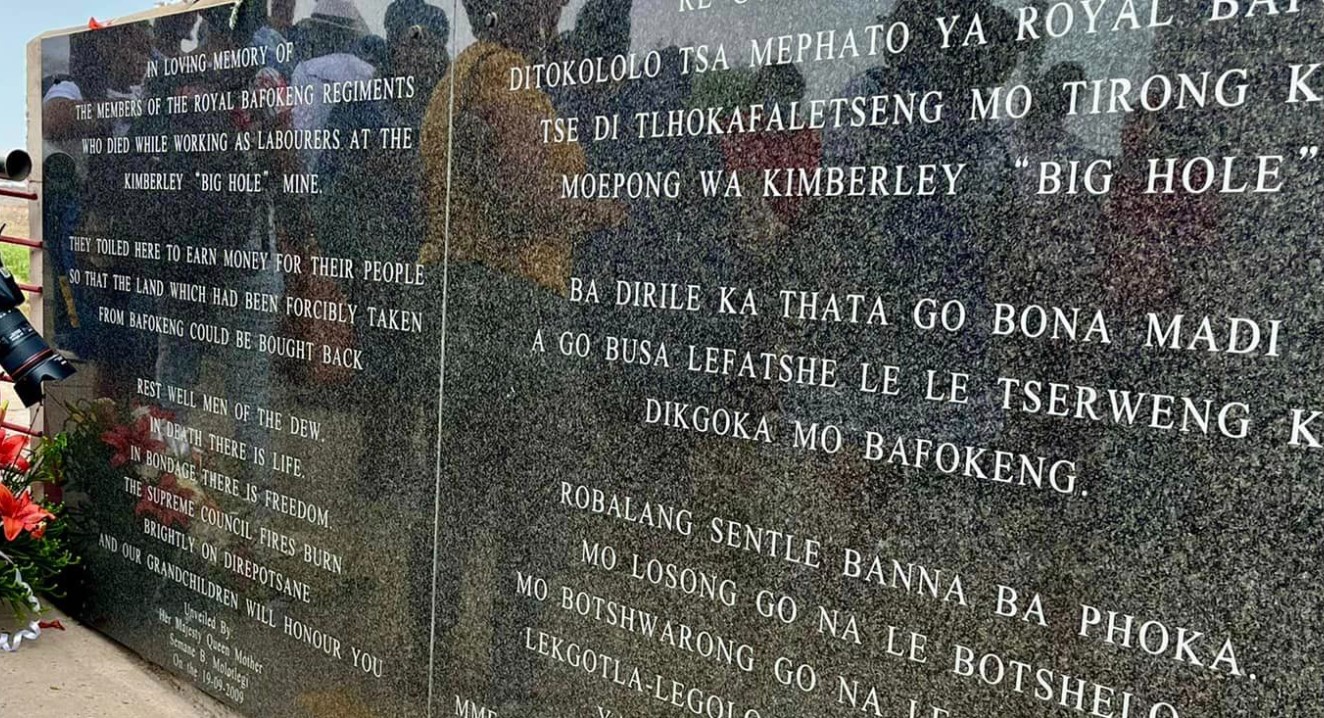 IN LOVING MEMORY OF
THE MEMBERS OF THE ROYAL BAFOKENG REGIMENTS
WHO DIED WHILE WORKING AS LABOURERS AT THE
KIMBERLEY "BIG HOLE" MINE.
THEY TOILED HERE TO EARN MONEY FOR THEIR PEOPLE
SO THAT THE LAND WHICH HAD BEEN FORCIBLY TAKEN
FROM BAFOKENG COULD BE BOUGHT BACK
REST WELL MEN OF THE DEW.
IN DEATH THERE IS LIFE.
IN BONDAGE THERE IS FREEDOM.
THE SUPREME COUNCIL FIRES BURN
BRIGHTLY ON DIREPOTSANE
AND OUR GRANDCHILDREN WILL HONOUR YOU
Unveiled By
Her Majesty Queen Mother
Semane B. Molotlegi
On the 19-09-2009
DITOKOLOLO TSA MEPHATO YA ROYAL
TSE DI TLHOKAFALETSENG MO TIRONG
MOEPONG WA KIMBERLEY "BIG HOLE"
BA DIRILE KA THATA GO BONA MADI
A GO BUSA LEFATSHE LE LE TSERWENG
DIKGOKA MO BAFOKENG.
ROBALANG SENTLE BANNA BA PHOKA.
MO LOSONG GO NA LE BOTSHELO
MO BOTSHWARONG GO NA